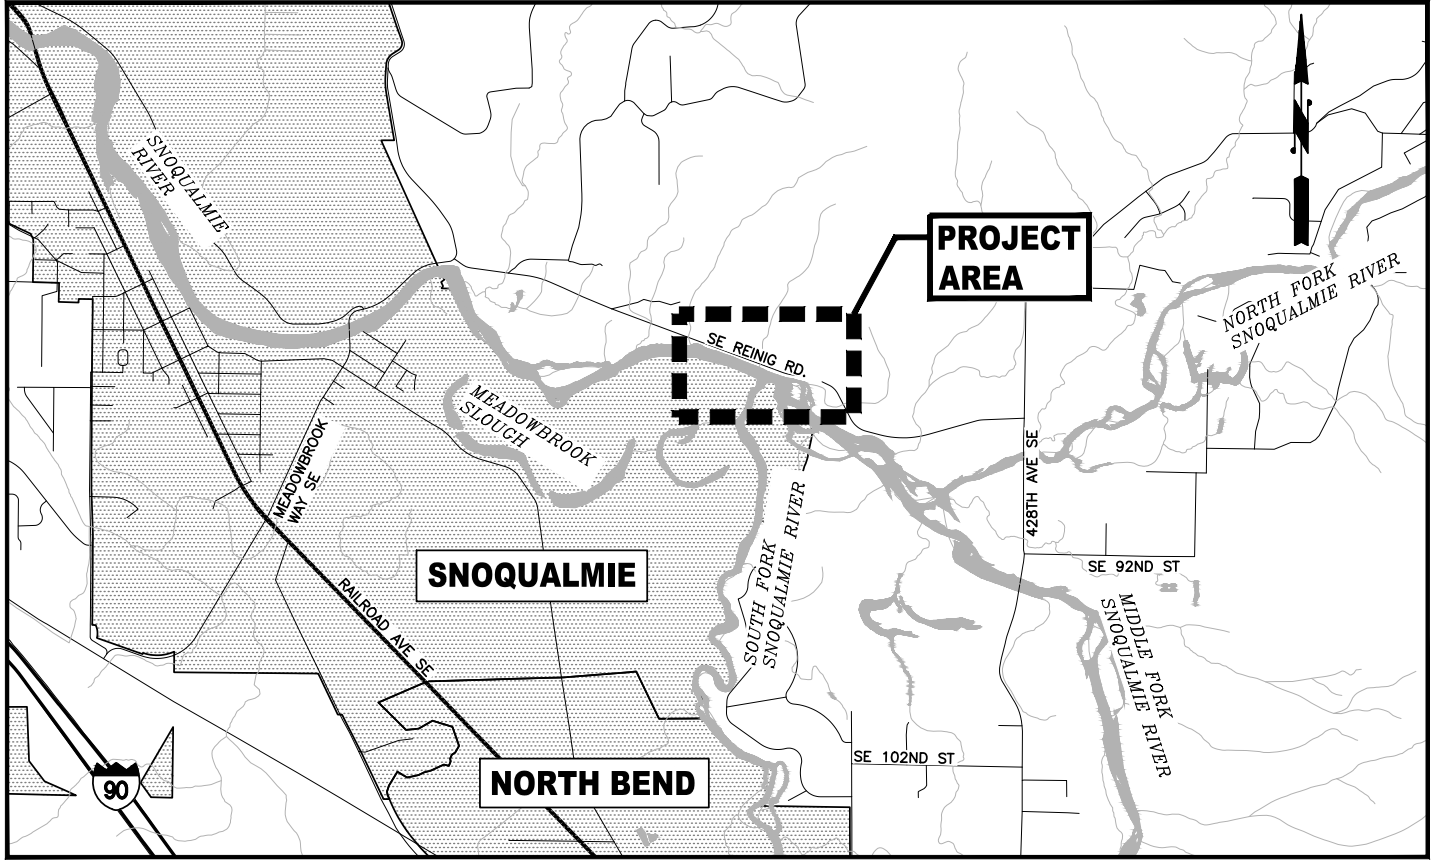 SNOQUALMIE
RIVER
N
PROJECT
AREA
NORTH FORK
SNOQUALMIE RIVER
SE REINIG RD.
MEADOWBROOK
SLOUGH
MEADOWBROOK
WAY SE
428TH AVE SE
SOUTH FORK
SNOQUALMIE RIVER
SNOQUALMIE
SE 92ND ST
RAILROAD AVE SE
MIDDLE FORK
SNOQUALMIE RIVER
SE 102ND ST
NORTH BEND
90